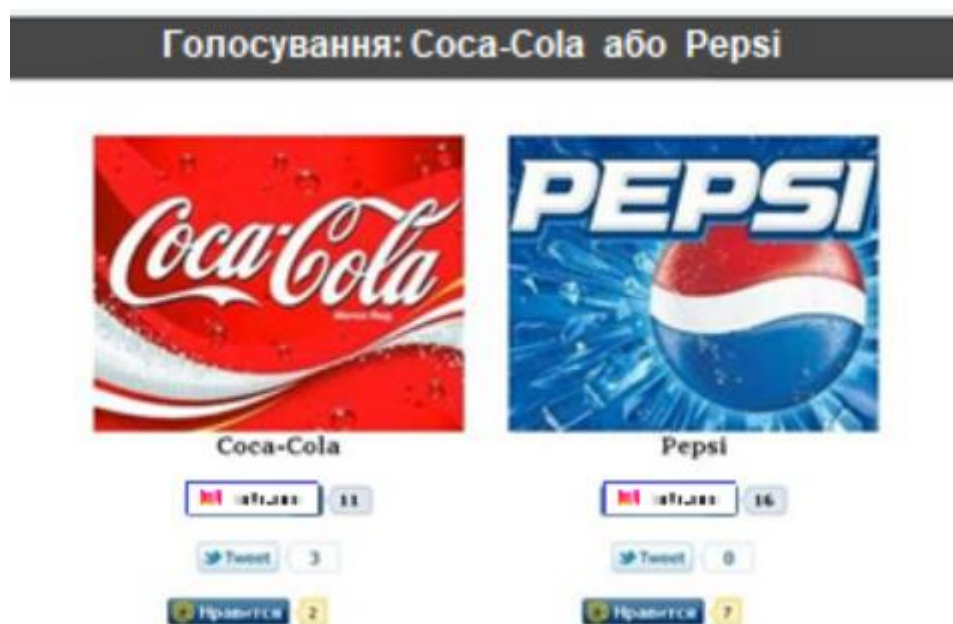 Голосування: Coca-Cola або Pepsi
Coca-Cola
PEPSI
Coca-Cola
Pepsi
11
16
Tweet 3
Tweet 0
Нравится 2
Нравится 7